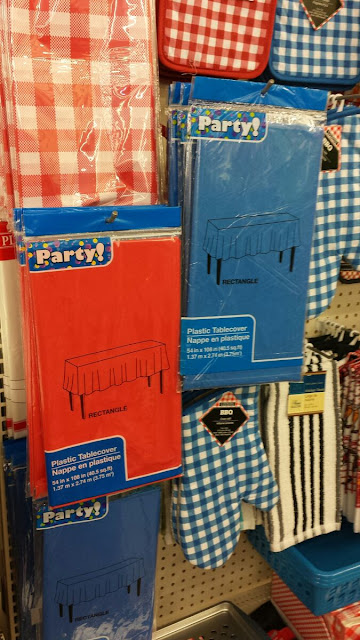 Party!
RECTANGLE
Plastic Tablecover
Nappe en plastique
54 in x 108 in (40.5 sq.ft)
1.37 m x 2.74 m (3.75 m²)
Party!
RECTANGLE
Plastic Tablecover
Nappe en plastique
54 in x 108 in (40.5 sq.ft)
1.37 m x 2.74 m (3.75 m²)
BBQ
Party!
RECTANGLE